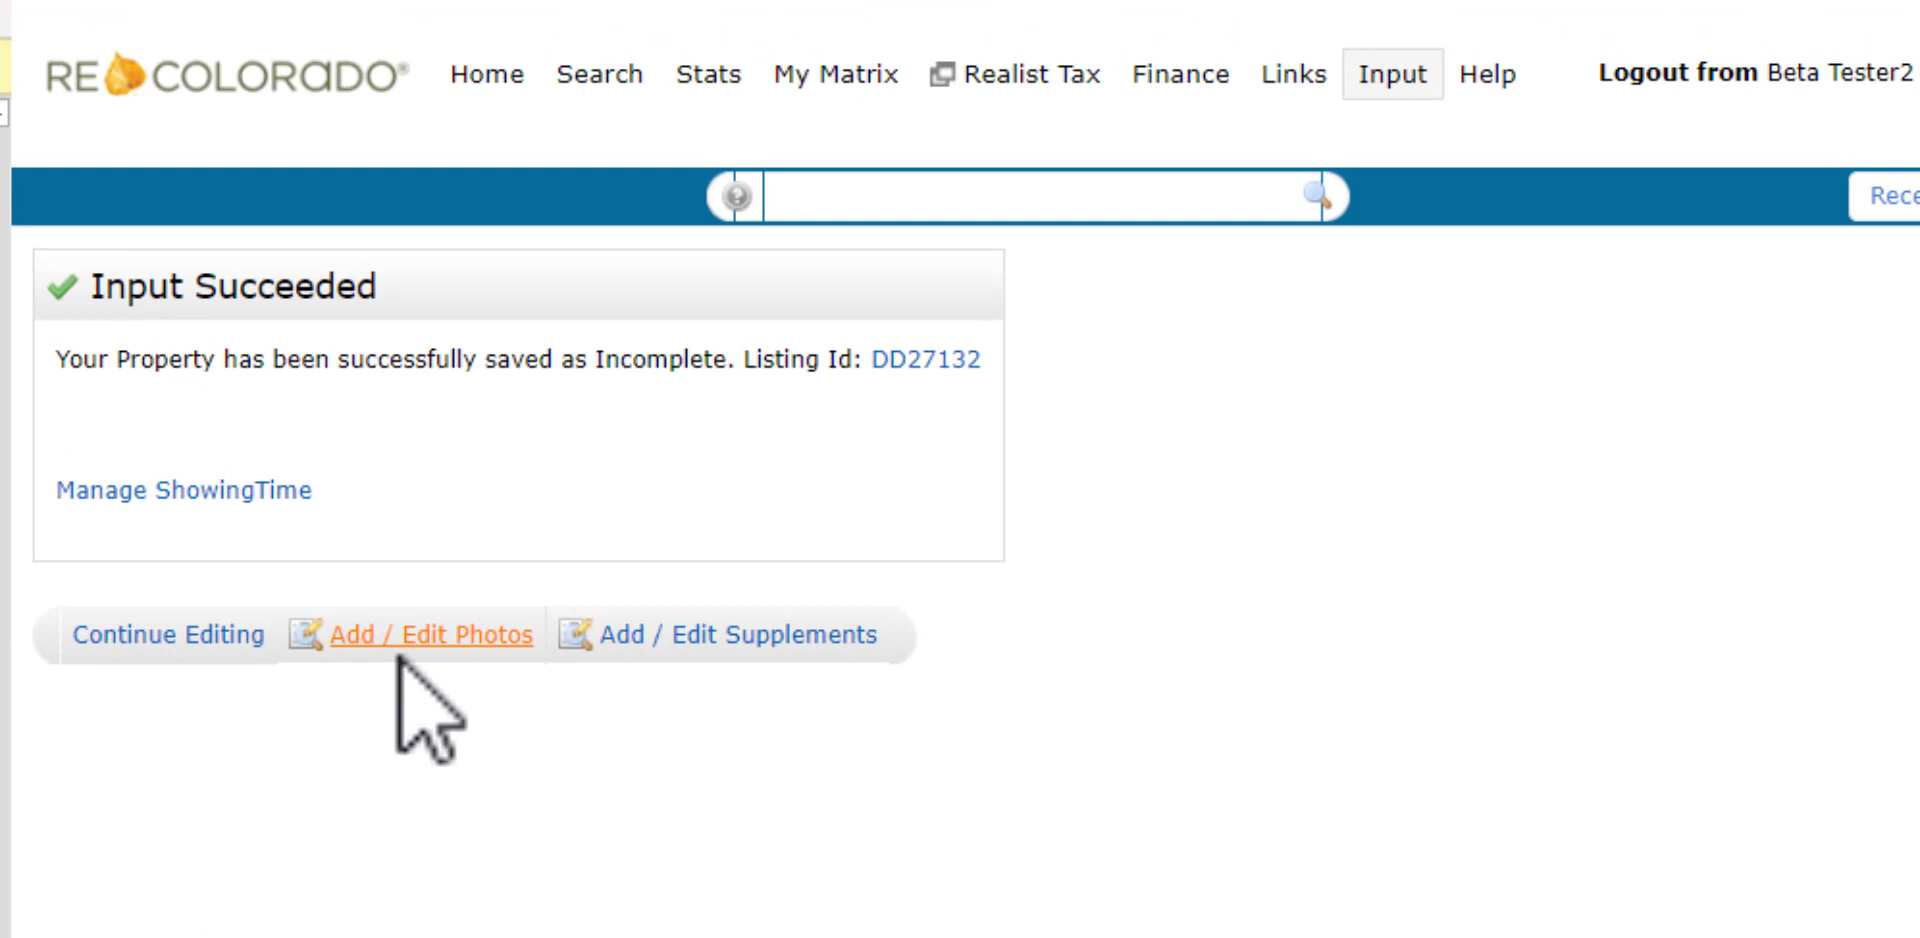 RECOLORADO® Home Search Stats My Matrix Realist Tax Finance Links Input Help Logout from Beta Tester2
Input Succeeded
Your Property has been successfully saved as Incomplete. Listing Id: DD27132
Manage ShowingTime
Continue Editing Add / Edit Photos Add / Edit Supplements